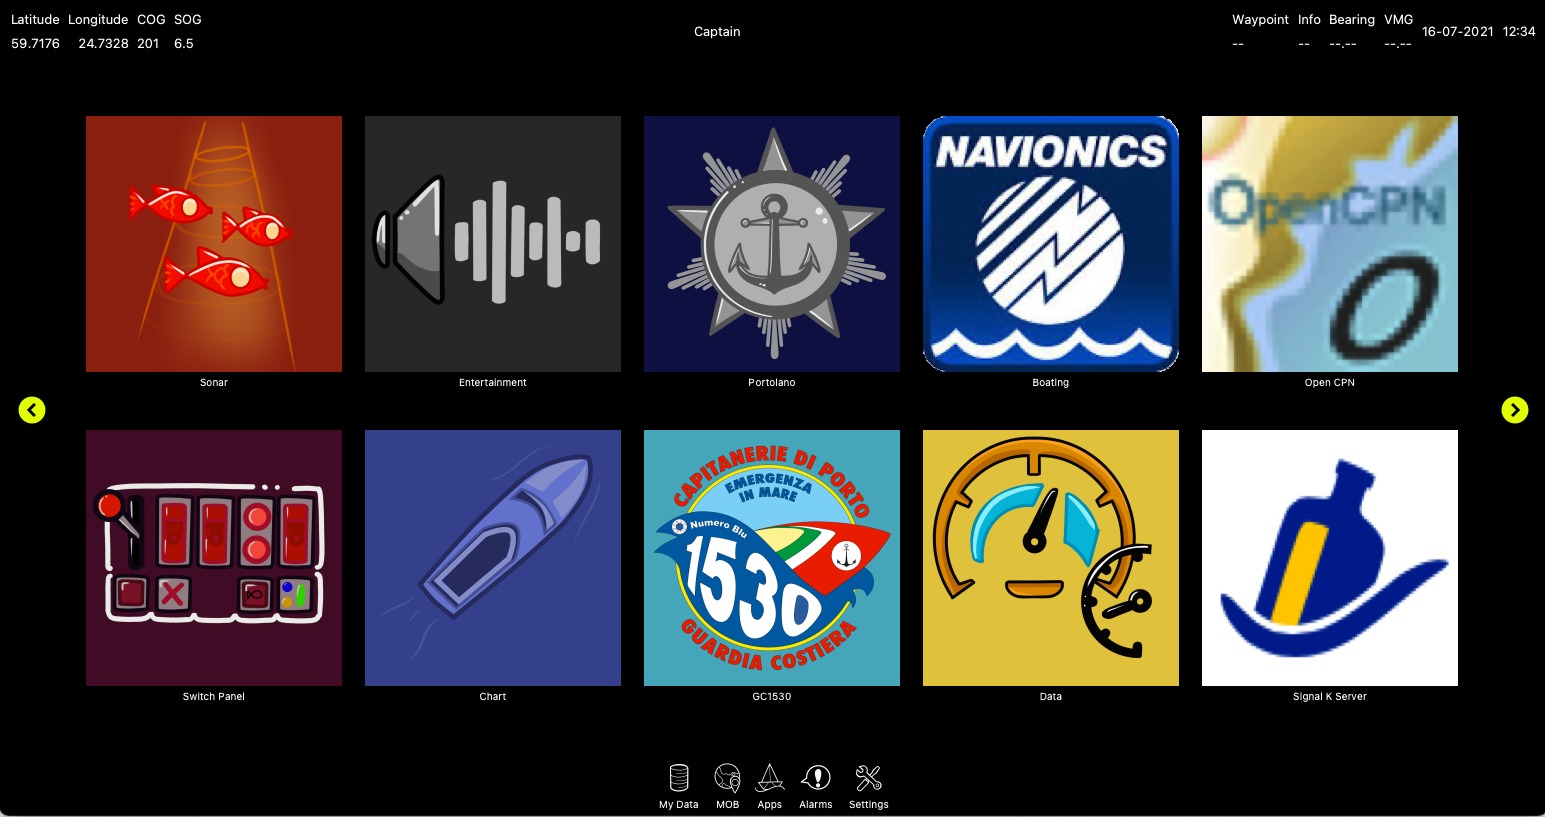 Latitude Longitude COG SOG
59.7176 24.7328 201 6.5
Captain
Waypoint Info Bearing VMG
-- -- --.-- --.--
16-07-2021 12:34
NAVIONICS
OpenCPN
O
Sonar
Entertainment
Portolano
Boating
Open CPN
CAPITANERIE DI PORTO
EMERGENZA
IN MARE
Numero Blu
1530
GUARDIA COSTIERA
Switch Panel
Chart
GC1530
Data
Signal K Server
My Data
MOB
Apps
Alarms
Settings